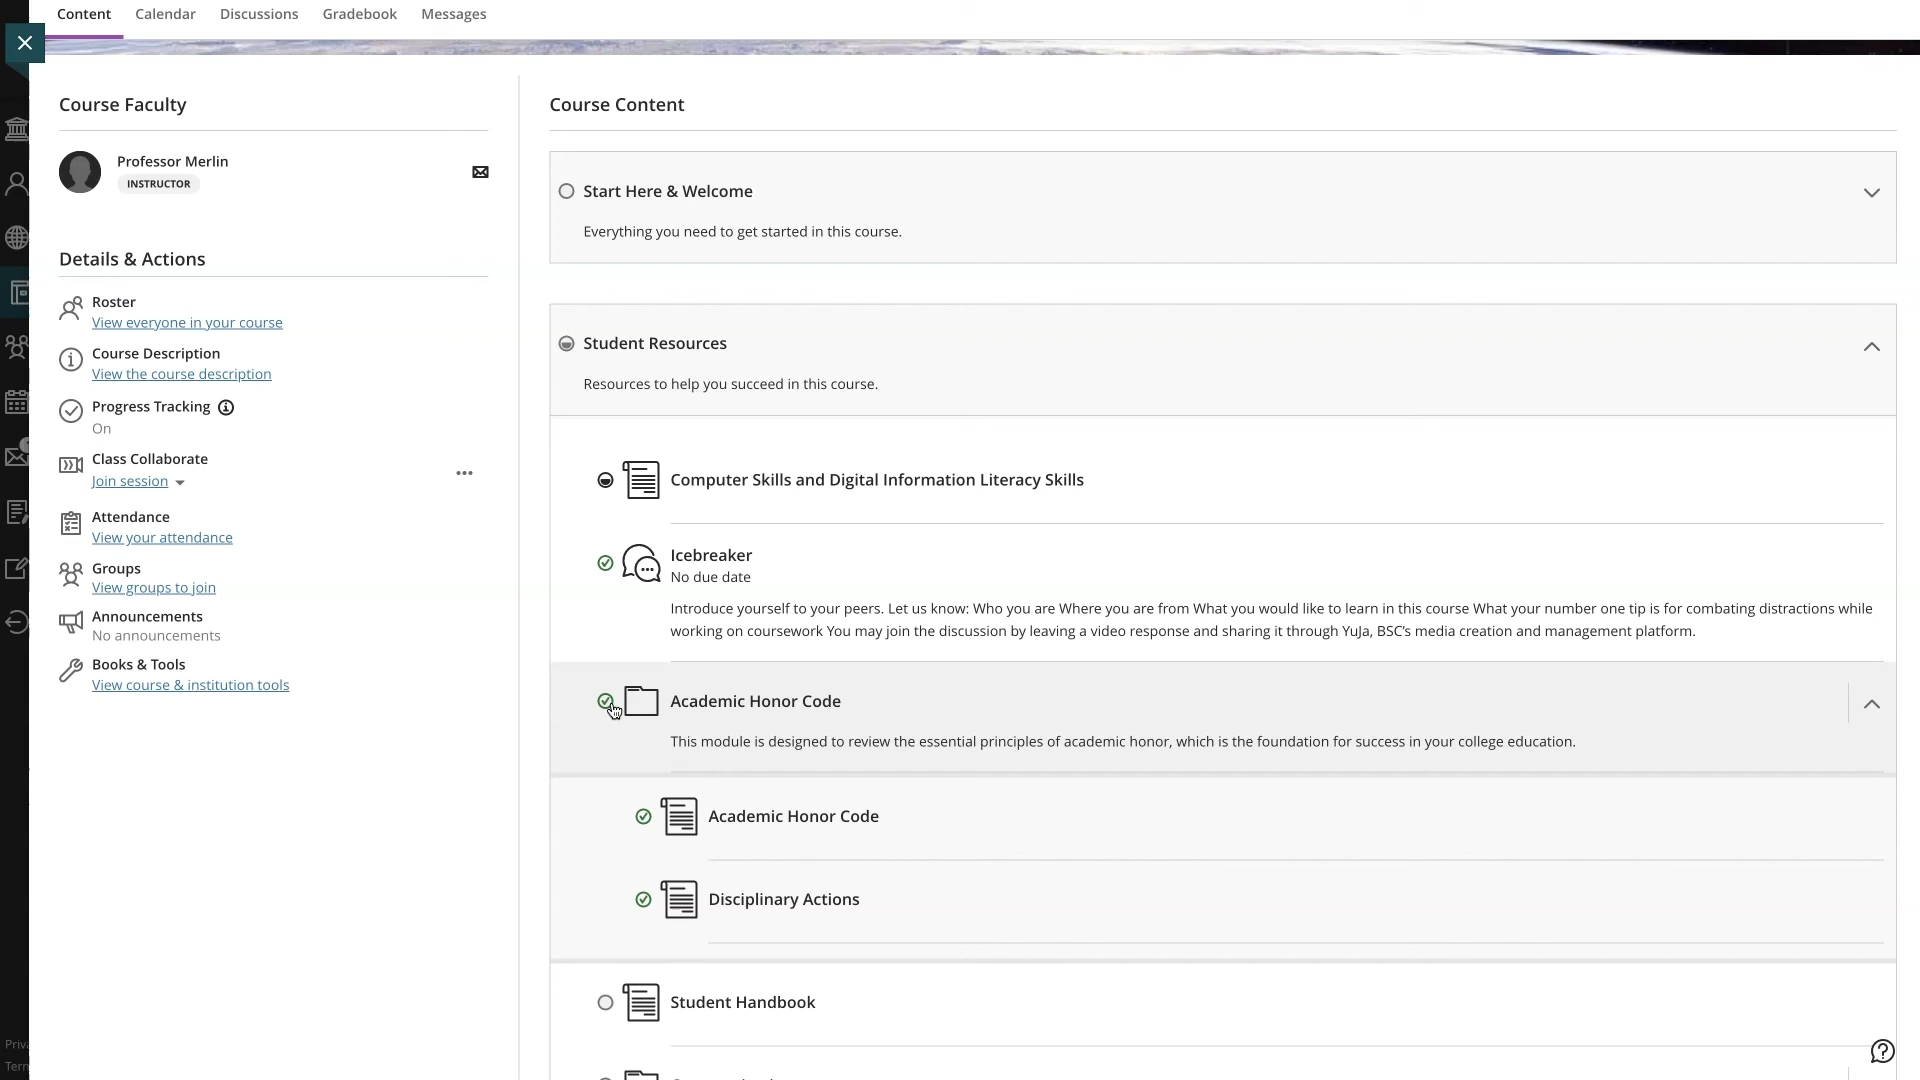 Content Calendar Discussions Gradebook Messages
Course Faculty
Professor Merlin
INSTRUCTOR
Details & Actions
Roster
View everyone in your course
Course Description
View the course description
Progress Tracking
On
Class Collaborate
Join session
Attendance
View your attendance
Groups
View groups to join
Announcements
No announcements
Books & Tools
View course & institution tools
Priva
Term
Course Content
Start Here & Welcome
Everything you need to get started in this course.
Student Resources
Resources to help you succeed in this course.
Computer Skills and Digital Information Literacy Skills
Icebreaker
No due date
Introduce yourself to your peers. Let us know: Who you are Where you are from What you would like to learn in this course What your number one tip is for combating distractions while
working on coursework You may join the discussion by leaving a video response and sharing it through YuJa, BSC’s media creation and management platform.
Academic Honor Code
This module is designed to review the essential principles of academic honor, which is the foundation for success in your college education.
Academic Honor Code
Disciplinary Actions
Student Handbook